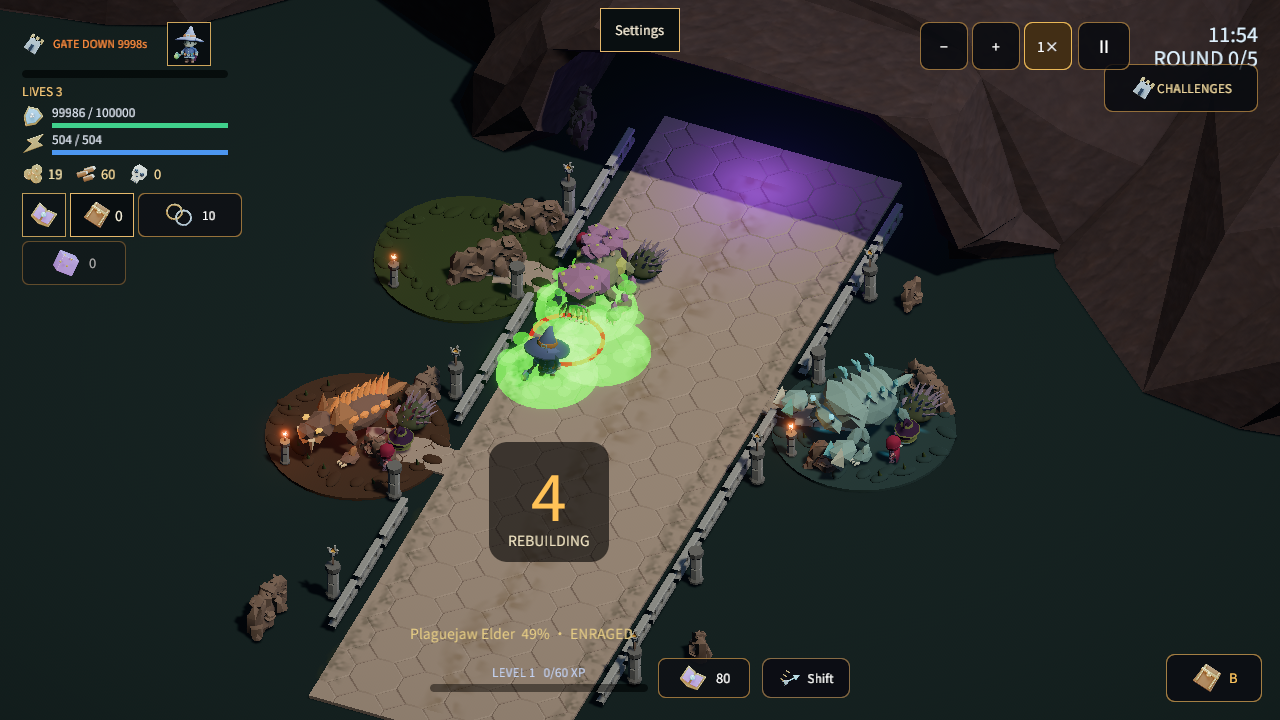 GATE DOWN 9998s
Settings
−
+
1×
11:54
ROUND 0/5
CHALLENGES
LIVES 3
99986 / 100000
504 / 504
19
60
0
0
10
0
4
REBUILDING
Plaguejaw Elder 49% • ENRAGED
LEVEL 1 0/60 XP
80
Shift
B